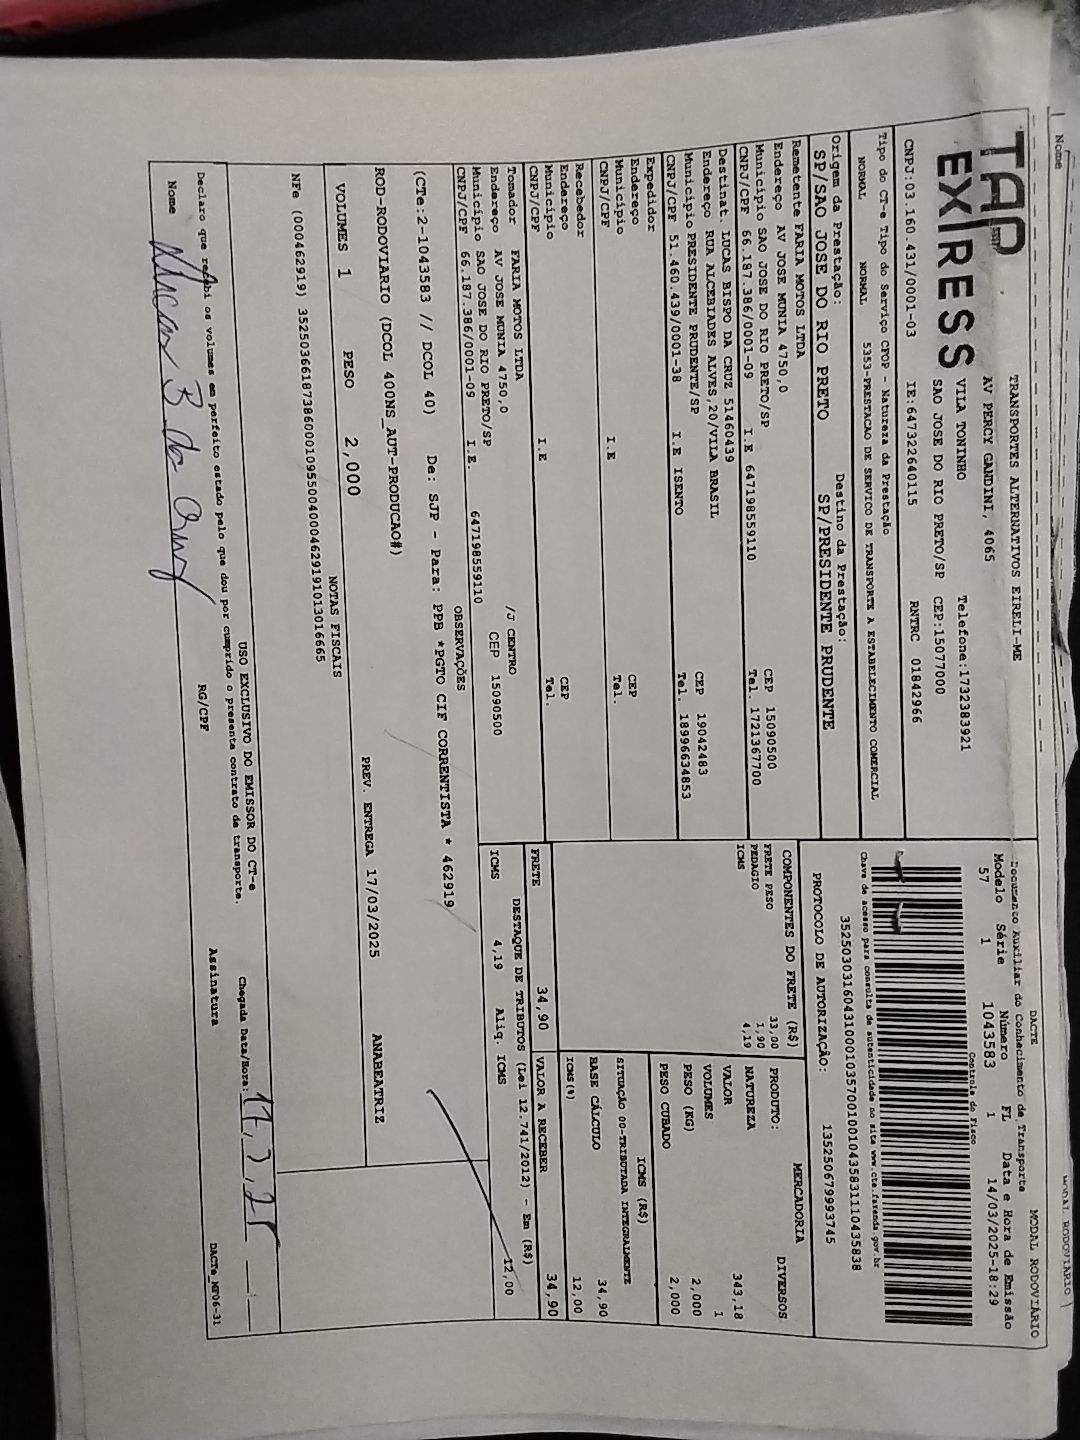 Nome
MODAL RODOVIÁRIO
TAP EXPRESS
TRANSPORTES ALTERNATIVOS EIRELI-ME
AV PERCY GANDINI, 4065
VILA TONINHO Telefone:1732383921
SAO JOSE DO RIO PRETO/SP CEP:15077000
CNPJ:03.160.431/0001-03 IE:647322640115 RNTRC 01842966
DACTE MODAL RODOVIÁRIO
Documento Auxiliar do Conhecimento de Transporte
Modelo Série Número FL Data e Hora de Emissão
57 1 1043583 1 14/03/2025-18:29
Controle do Fisco
Chave de acesso para consulta de autenticidade no site www.cte.fazenda.gov.br
35250303160431000103570010010435831110435838
PROTOCOLO DE AUTORIZAÇÃO: 135250679993745
Tipo do CT-e Tipo do Serviço CFOP - Natureza da Prestação
NORMAL NORMAL 5353-PRESTACAO DE SERVICO DE TRANSPORTE A ESTABELECIMENTO COMERCIAL
Origem da Prestação: Destino da Prestação:
SP/SAO JOSE DO RIO PRETO SP/PRESIDENTE PRUDENTE
Remetente FARIA MOTOS LTDA
Endereço AV JOSE MUNIA 4750,0 CEP 15090500
Município SAO JOSE DO RIO PRETO/SP Tel. 1721367700
CNPJ/CPF 66.187.386/0001-09 I.E 647198559110
Destinat. LUCAS BISPO DA CRUZ 51460439
Endereço RUA ALCEBIADES ALVES,20/VILA BRASIL CEP 19042483
Município PRESIDENTE PRUDENTE/SP Tel. 18996634853
CNPJ/CPF 51.460.439/0001-38 I.E ISENTO
Expedidor
Endereço CEP
Município Tel.
CNPJ/CPF I.E
Recebedor
Endereço CEP
Município Tel.
CNPJ/CPF I.E
Tomador FARIA MOTOS LTDA
Endereço AV JOSE MUNIA 4750,0 /J CENTRO
Município SAO JOSE DO RIO PRETO/SP CEP 15090500
CNPJ/CPF 66.187.386/0001-09 I.E. 647198559110
COMPONENTES DO FRETE (R$)
FRETE PESO 33,00
PEDAGIO 1,90
ICMS 4,19
MERCADORIA
PRODUTO: DIVERSOS
NATUREZA
VALOR 343,18
VOLUMES 1
PESO (KG) 2,000
PESO CUBADO 2,000
ICMS (R$)
SITUAÇÃO 00-TRIBUTADA INTEGRALMENTE
BASE CÁLCULO 34,90
ICMS(%) 12,00
FRETE 34,90 VALOR A RECEBER 34,90
DESTAQUE DE TRIBUTOS (Lei 12.741/2012) - Em (R$)
ICMS 4,19 Aliq. ICMS 12,00
OBSERVAÇÕES
(CTe:2-1043583 // DCOL 40) De: SJP - Para: PPB *PGTO CIF CORRENTISTA * 462919
ROD-RODOVIARIO (DCOL 400NS_AUT-PRODUCAO#)
VOLUMES 1 PESO 2,000 PREV. ENTREGA 17/03/2025 ANABEATRIZ
NOTAS FISCAIS
NFe (000462919) 35250366187386000109550040004629191013016665
USO EXCLUSIVO DO EMISSOR DO CT-e
Declaro que recebi os volumes em perfeito estado pelo que dou por cumprido o presente contrato de transporte. Chegada Data/Hora: 17,3,25
Nome RG/CPF Assinatura
DACTe_MP06-31